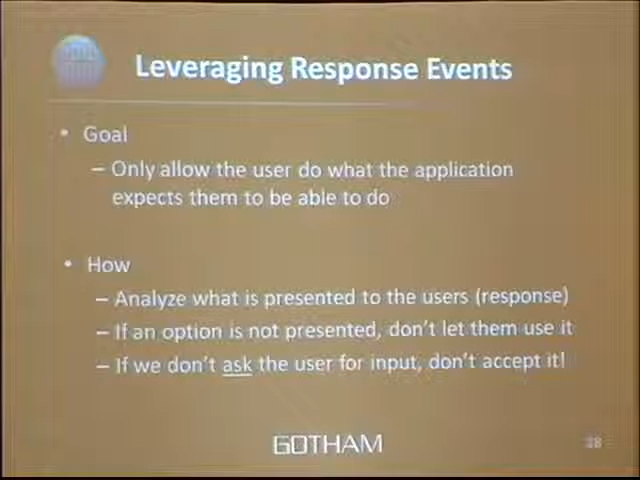 Leveraging Response Events
• Goal
– Only allow the user do what the application
expects them to be able to do
• How
– Analyze what is presented to the users (response)
– If an option is not presented, don't let them use it
– If we don't ask the user for input, don't accept it!
GOTHAM